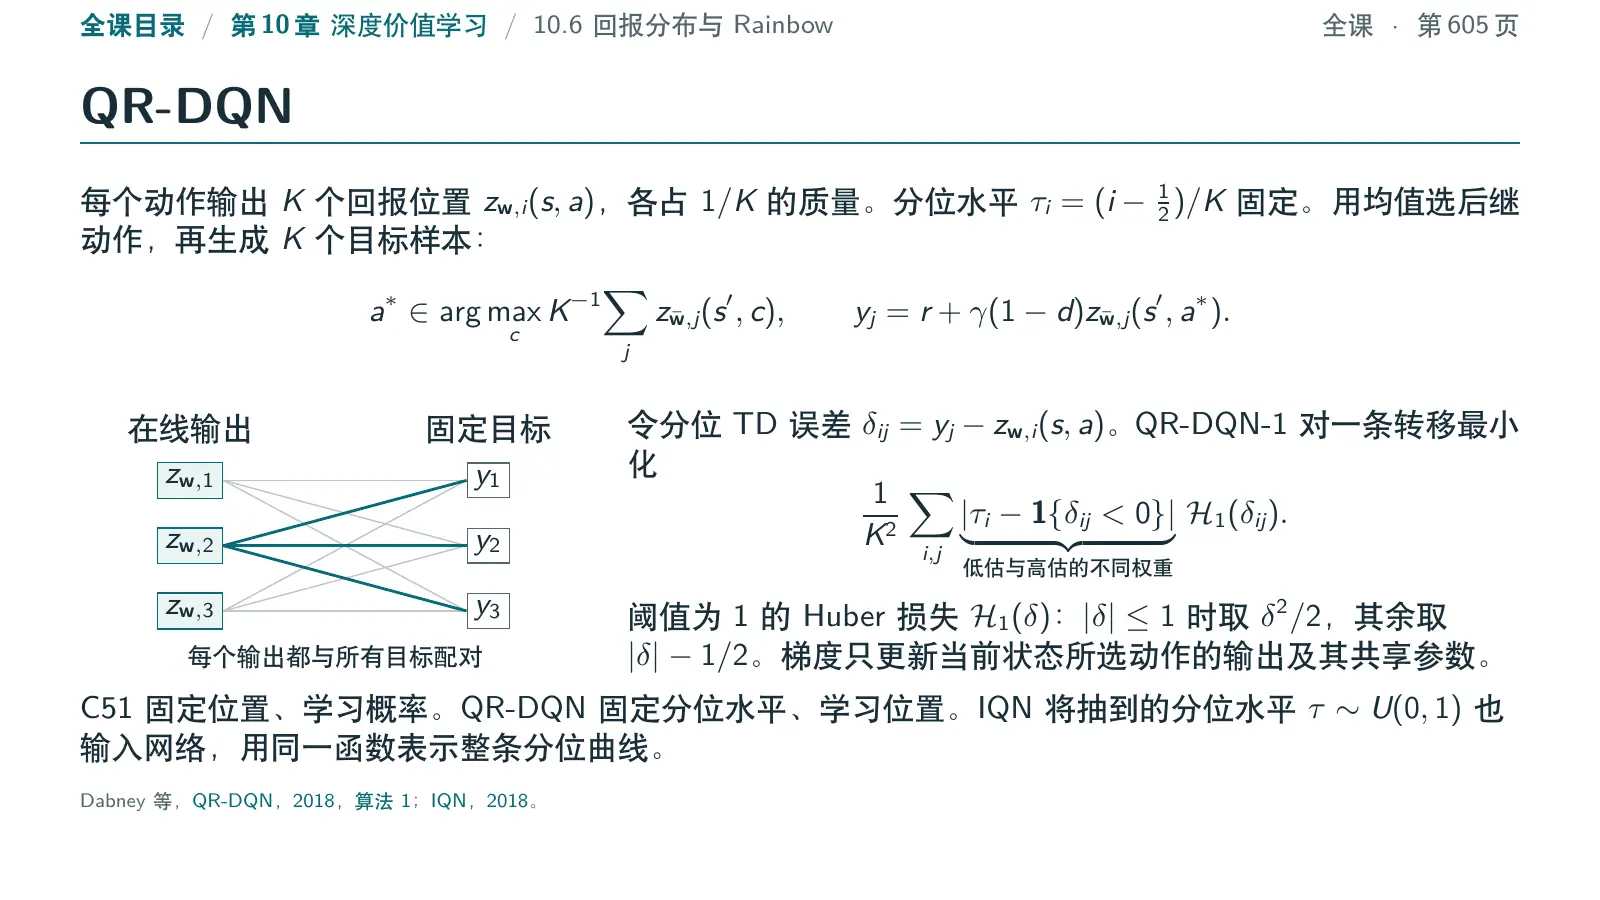 全课目录 / 第 10 章 深度价值学习 / 10.6 回报分布与 Rainbow
全课 · 第 605 页
QR-DQN
每个动作输出 K 个回报位置 z_{w,i}(s, a)，各占 1/K 的质量。分位水平 τ_i = (i − 1/2)/K 固定。用均值选后继
动作，再生成 K 个目标样本：
a* ∈ arg max_c K^{−1} ∑_j z_{w̄,j}(s′, c),  y_j = r + γ(1 − d)z_{w̄,j}(s′, a*).
在线输出 固定目标
z_{w,1} y_1
z_{w,2} y_2
z_{w,3} y_3
每个输出都与所有目标配对
令分位 TD 误差 δ_{ij} = y_j − z_{w,i}(s, a)。QR-DQN-1 对一条转移最小
化
1/K² ∑_{i,j} |τ_i − 1{δ_{ij} < 0}| ℋ_1(δ_{ij}).
低估与高估的不同权重
阈值为 1 的 Huber 损失 ℋ_1(δ)：|δ| ≤ 1 时取 δ²/2，其余取
|δ| − 1/2。梯度只更新当前状态所选动作的输出及其共享参数。
C51 固定位置、学习概率。QR-DQN 固定分位水平、学习位置。IQN 将抽到的分位水平 τ ∼ U(0, 1) 也
输入网络，用同一函数表示整条分位曲线。
Dabney 等，QR-DQN，2018，算法 1；IQN，2018。